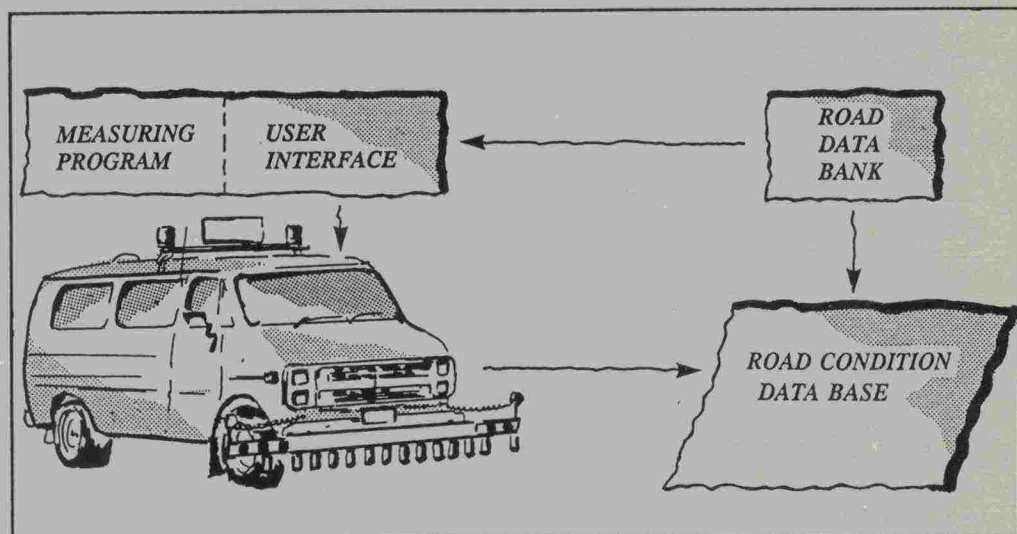 MEASURING
PROGRAM
USER
INTERFACE
ROAD
DATA
BANK
ROAD CONDITION
DATA BASE